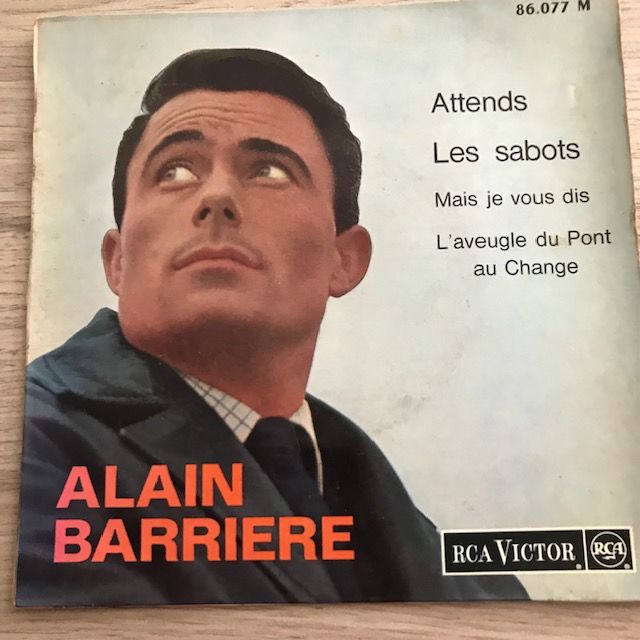 86.077 M
Attends
Les sabots
Mais je vous dis
L'aveugle du Pont
au Change
ALAIN
BARRIERE
RCA VICTOR
RCA